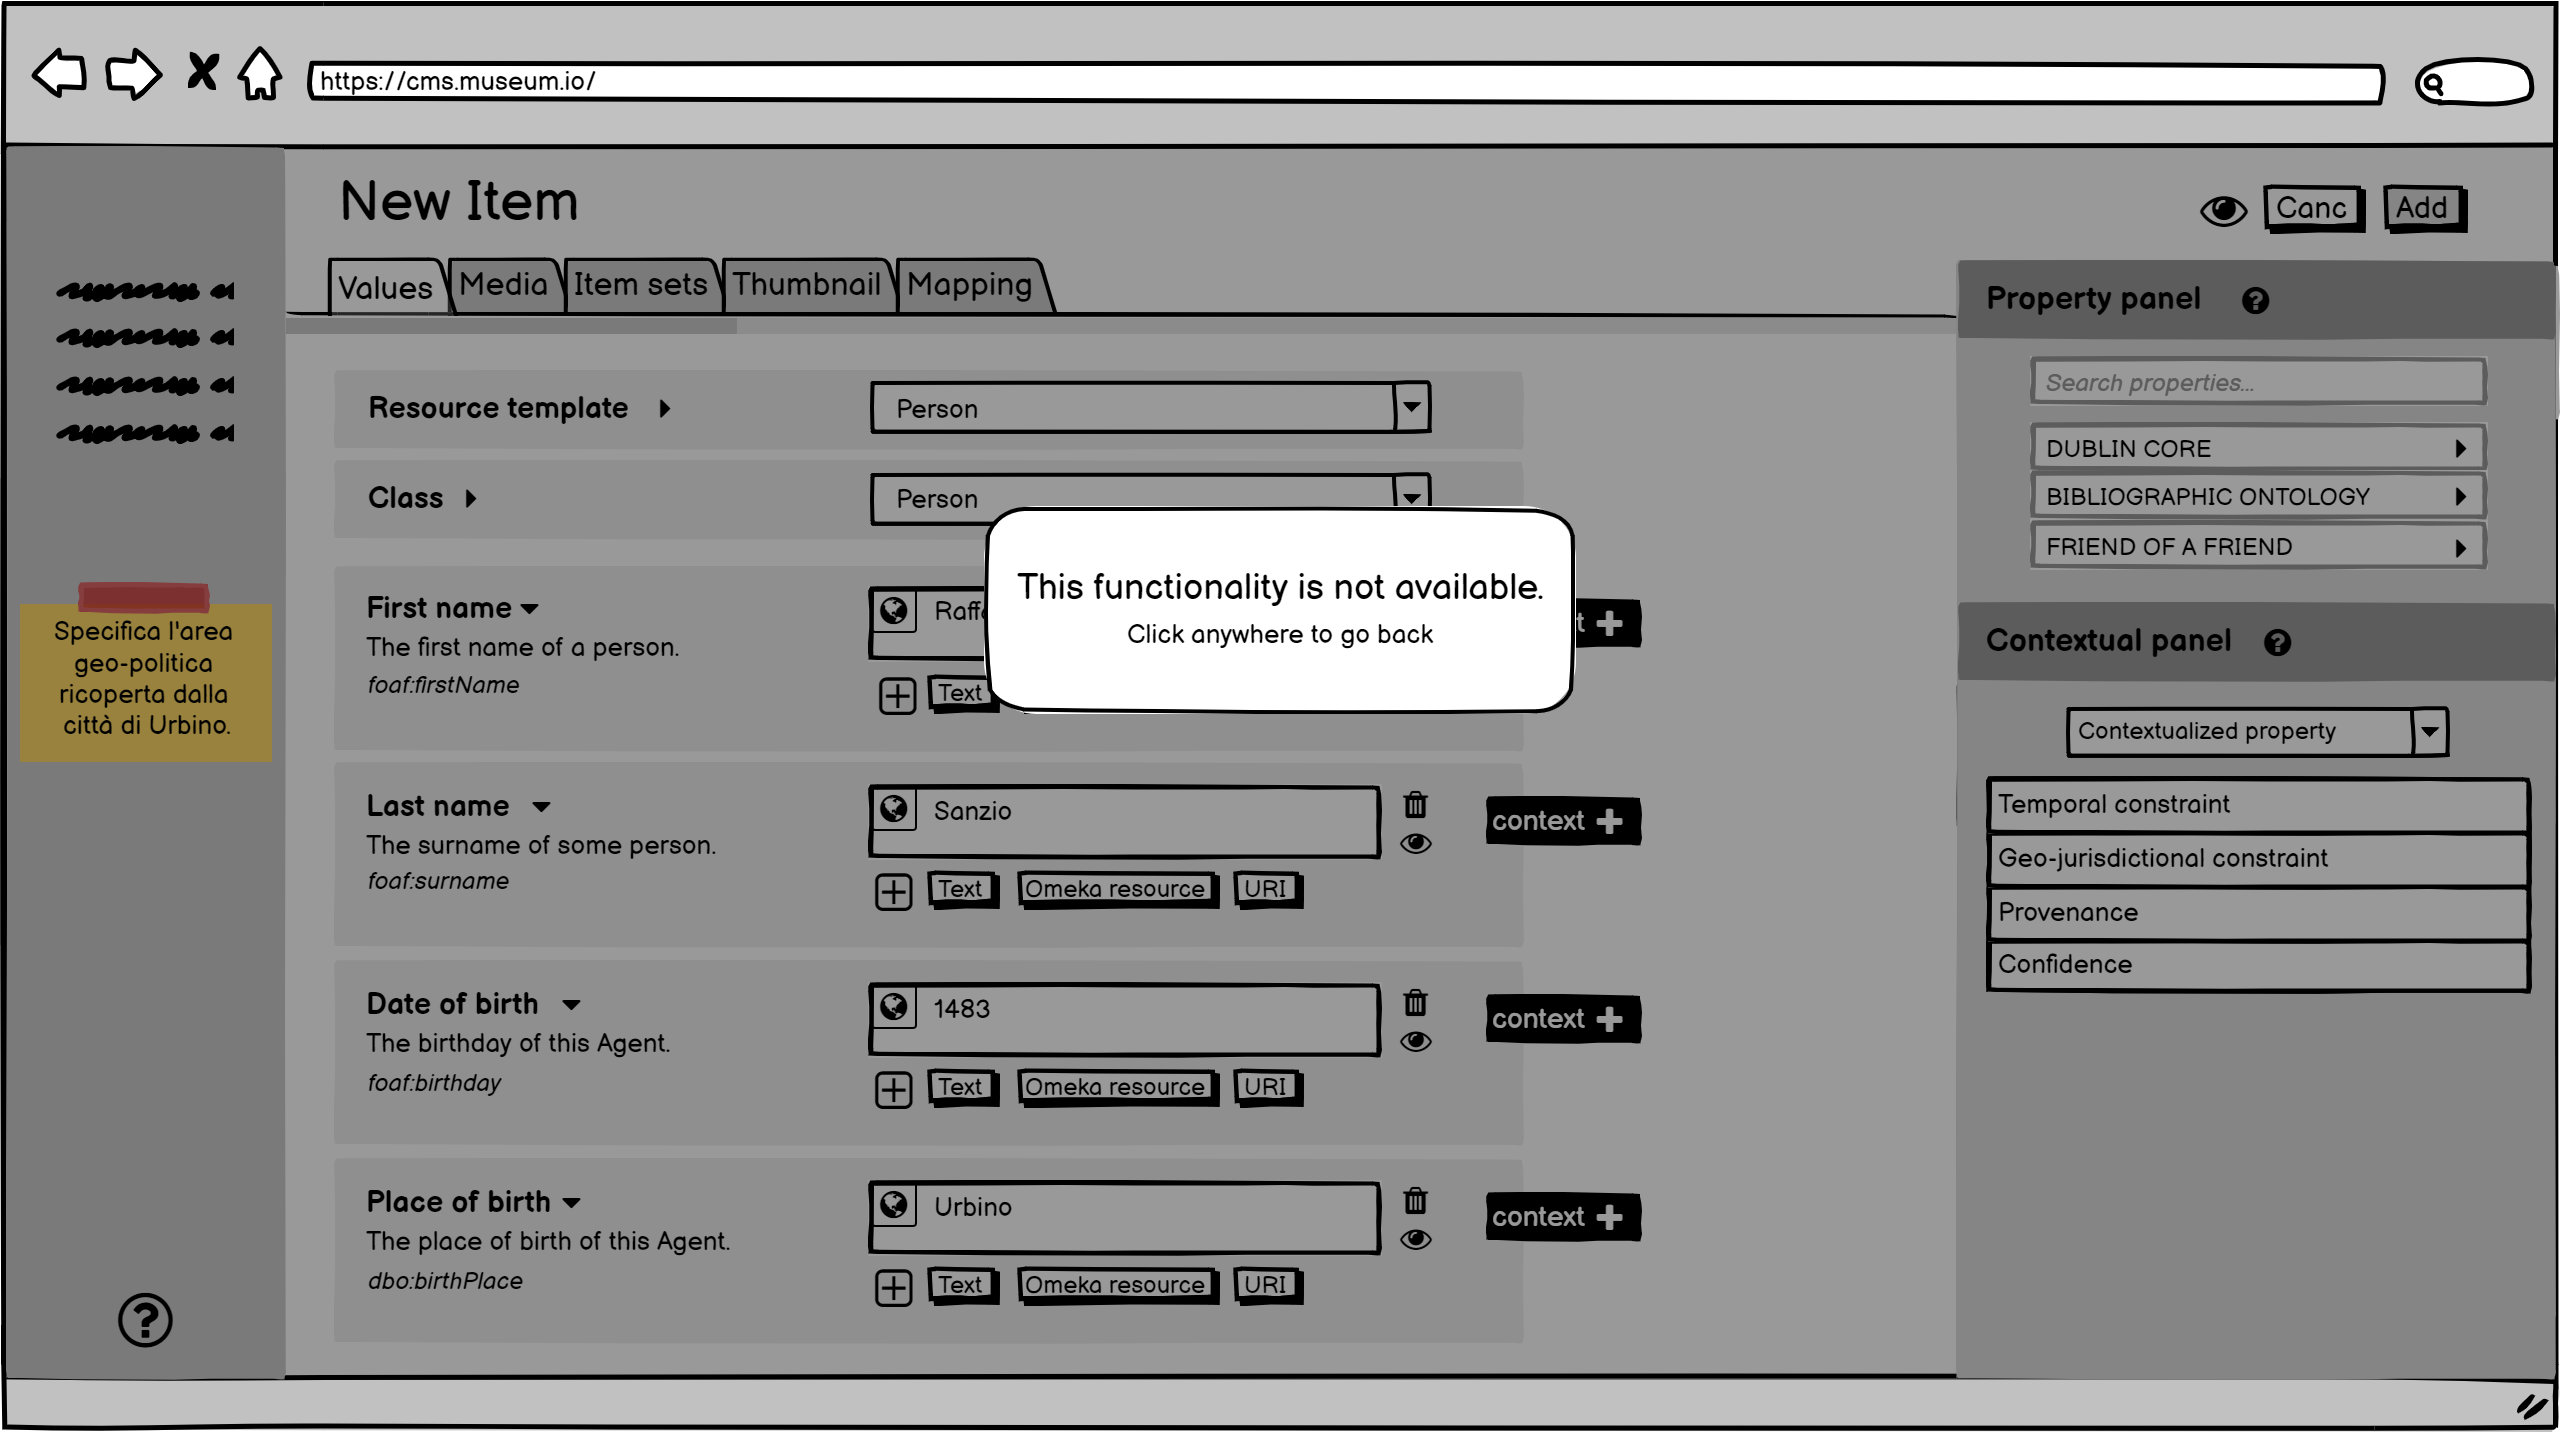 https://cms.museum.io/
New Item
Canc
Add
Values
Media
Item sets
Thumbnail
Mapping
Specifica l'area
geo-politica
ricoperta dalla
città di Urbino.
Resource template
Person
Class
Person
First name
The first name of a person.
foaf:firstName
Text
This functionality is not available.
Click anywhere to go back
Last name
The surname of some person.
foaf:surname
Sanzio
Text
Omeka resource
URI
context
Date of birth
The birthday of this Agent.
foaf:birthday
1483
Text
Omeka resource
URI
context
Place of birth
The place of birth of this Agent.
dbo:birthPlace
Urbino
Text
Omeka resource
URI
context
Property panel
Search properties...
DUBLIN CORE
BIBLIOGRAPHIC ONTOLOGY
FRIEND OF A FRIEND
Contextual panel
Contextualized property
Temporal constraint
Geo-jurisdictional constraint
Provenance
Confidence